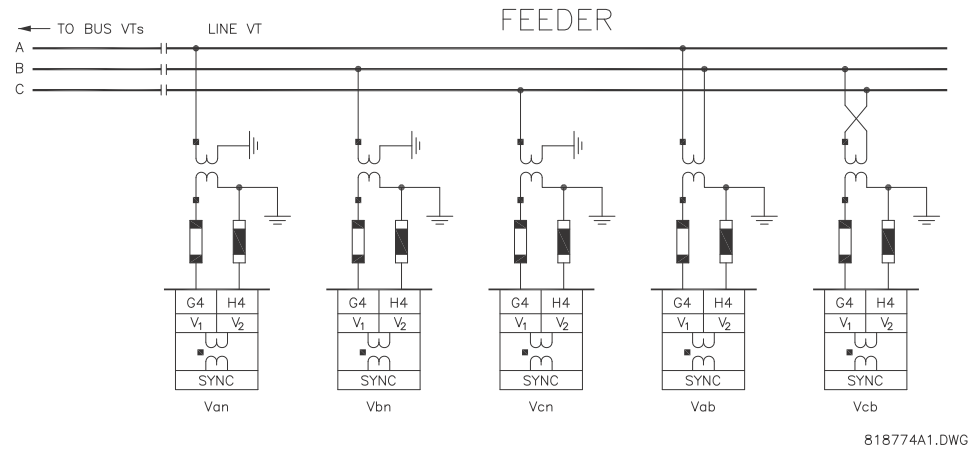 FEEDER
TO BUS VTs LINE VT
A
B
C
G4 H4 G4 H4 G4 H4 G4 H4 G4 H4
V1 V2 V1 V2 V1 V2 V1 V2 V1 V2
SYNC SYNC SYNC SYNC SYNC
Van Vbn Vcn Vab Vcb
818774A1.DWG